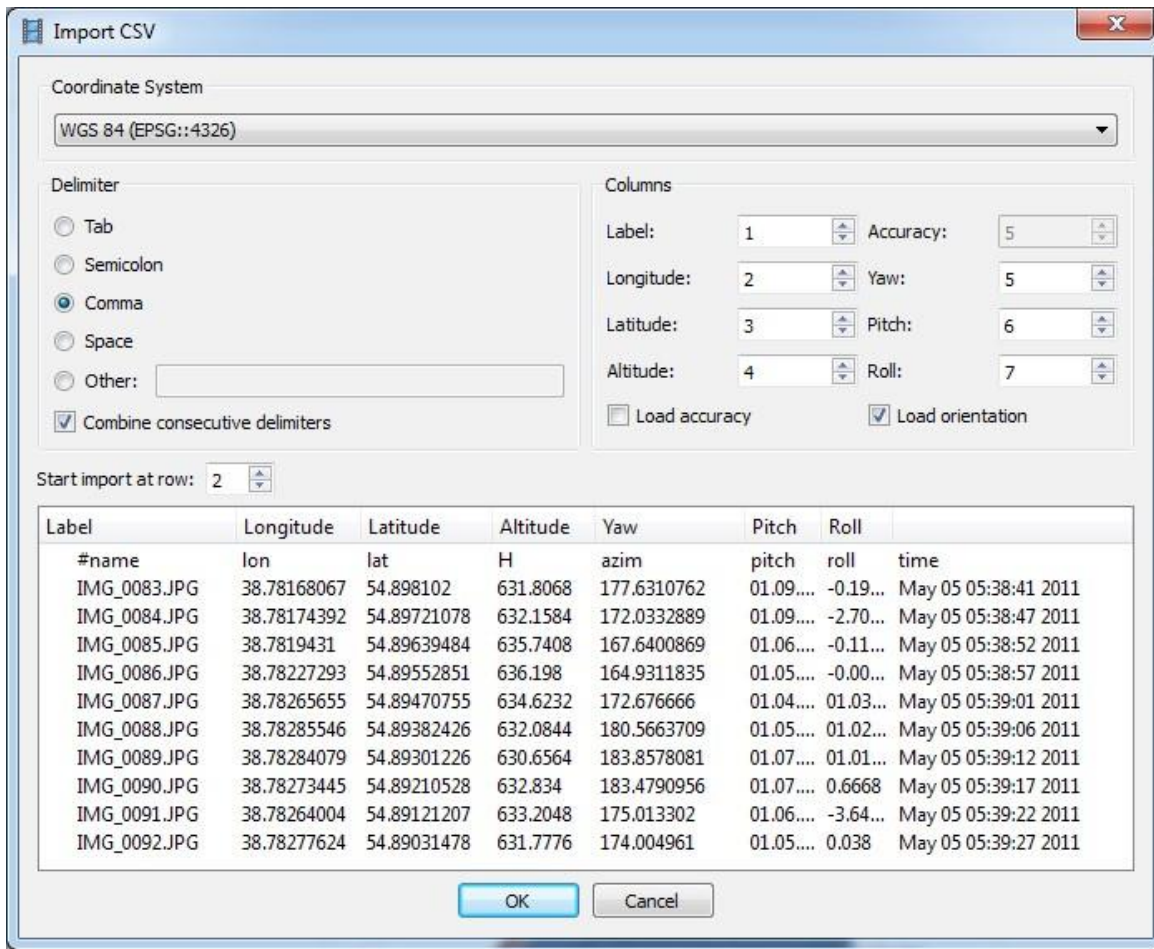 Import CSV
Coordinate System
WGS 84 (EPSG::4326)
Delimiter
Tab
Semicolon
Comma
Space
Other:
Combine consecutive delimiters
Columns
Label: 1 Accuracy: 5
Longitude: 2 Yaw: 5
Latitude: 3 Pitch: 6
Altitude: 4 Roll: 7
Load accuracy Load orientation
Start import at row: 2
Label Longitude Latitude Altitude Yaw Pitch Roll
#name lon lat H azim pitch roll time
IMG_0083.JPG 38.78168067 54.898102 631.8068 177.6310762 01.09.... -0.19... May 05 05:38:41 2011
IMG_0084.JPG 38.78174392 54.89721078 632.1584 172.0332889 01.09.... -2.70... May 05 05:38:47 2011
IMG_0085.JPG 38.7819431 54.89639484 635.7408 167.6400869 01.06.... -0.11... May 05 05:38:52 2011
IMG_0086.JPG 38.78227293 54.89552851 636.198 164.9311835 01.05.... -0.00... May 05 05:38:57 2011
IMG_0087.JPG 38.78265655 54.89470755 634.6232 172.676666 01.04.... 01.03... May 05 05:39:01 2011
IMG_0088.JPG 38.78285546 54.89382426 632.0844 180.5663709 01.05.... 01.02... May 05 05:39:06 2011
IMG_0089.JPG 38.78284079 54.89301226 630.6564 183.8578081 01.07.... 01.01... May 05 05:39:12 2011
IMG_0090.JPG 38.78273445 54.89210528 632.834 183.4790956 01.07.... 0.6668 May 05 05:39:17 2011
IMG_0091.JPG 38.78264004 54.89121207 633.2048 175.013302 01.06.... -3.64... May 05 05:39:22 2011
IMG_0092.JPG 38.78277624 54.89031478 631.7776 174.004961 01.05.... 0.038 May 05 05:39:27 2011
OK Cancel